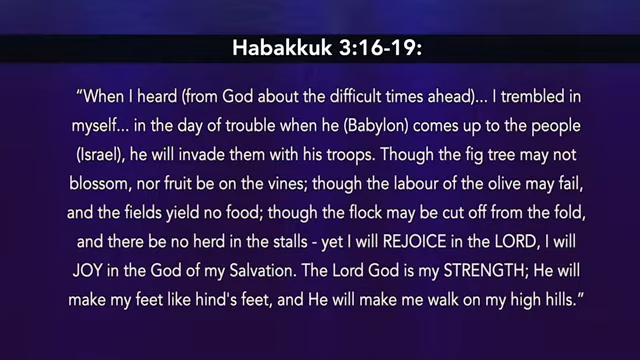 Habakkuk 3:16-19:
“When I heard (from God about the difficult times ahead)... I trembled in
myself... in the day of trouble when he (Babylon) comes up to the people
(Israel), he will invade them with his troops. Though the fig tree may not
blossom, nor fruit be on the vines; though the labour of the olive may fail,
and the fields yield no food; though the flock may be cut off from the fold,
and there be no herd in the stalls - yet I will REJOICE in the LORD, I will
JOY in the God of my Salvation. The Lord God is my STRENGTH; He will
make my feet like hind's feet, and He will make me walk on my high hills.”